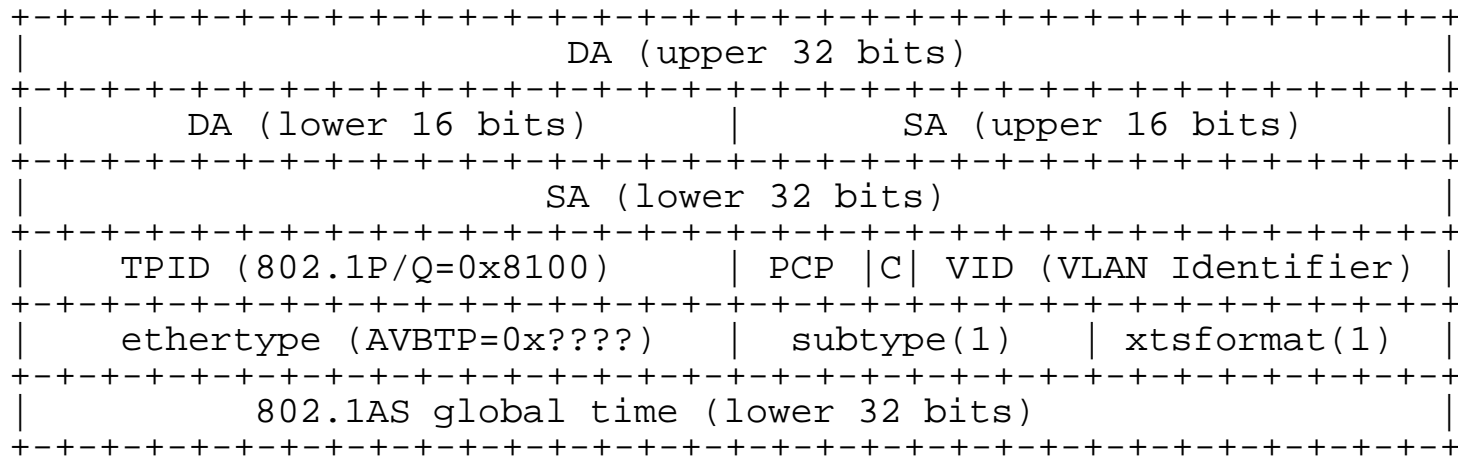 +-+-+-+-+-+-+-+-+-+-+-+-+-+-+-+-+-+-+-+-+-+-+-+-+-+-+-+-+-+-+-+-+
| DA (upper 32 bits) |
+-+-+-+-+-+-+-+-+-+-+-+-+-+-+-+-+-+-+-+-+-+-+-+-+-+-+-+-+-+-+-+-+
| DA (lower 16 bits) | SA (upper 16 bits) |
+-+-+-+-+-+-+-+-+-+-+-+-+-+-+-+-+-+-+-+-+-+-+-+-+-+-+-+-+-+-+-+-+
| SA (lower 32 bits) |
+-+-+-+-+-+-+-+-+-+-+-+-+-+-+-+-+-+-+-+-+-+-+-+-+-+-+-+-+-+-+-+-+
| TPID (802.1P/Q=0x8100) | PCP |C| VID (VLAN Identifier) |
+-+-+-+-+-+-+-+-+-+-+-+-+-+-+-+-+-+-+-+-+-+-+-+-+-+-+-+-+-+-+-+-+
| ethertype (AVBTP=0x????) | subtype(1) | xtsformat(1) |
+-+-+-+-+-+-+-+-+-+-+-+-+-+-+-+-+-+-+-+-+-+-+-+-+-+-+-+-+-+-+-+-+
| 802.1AS global time (lower 32 bits) |
+-+-+-+-+-+-+-+-+-+-+-+-+-+-+-+-+-+-+-+-+-+-+-+-+-+-+-+-+-+-+-+-+